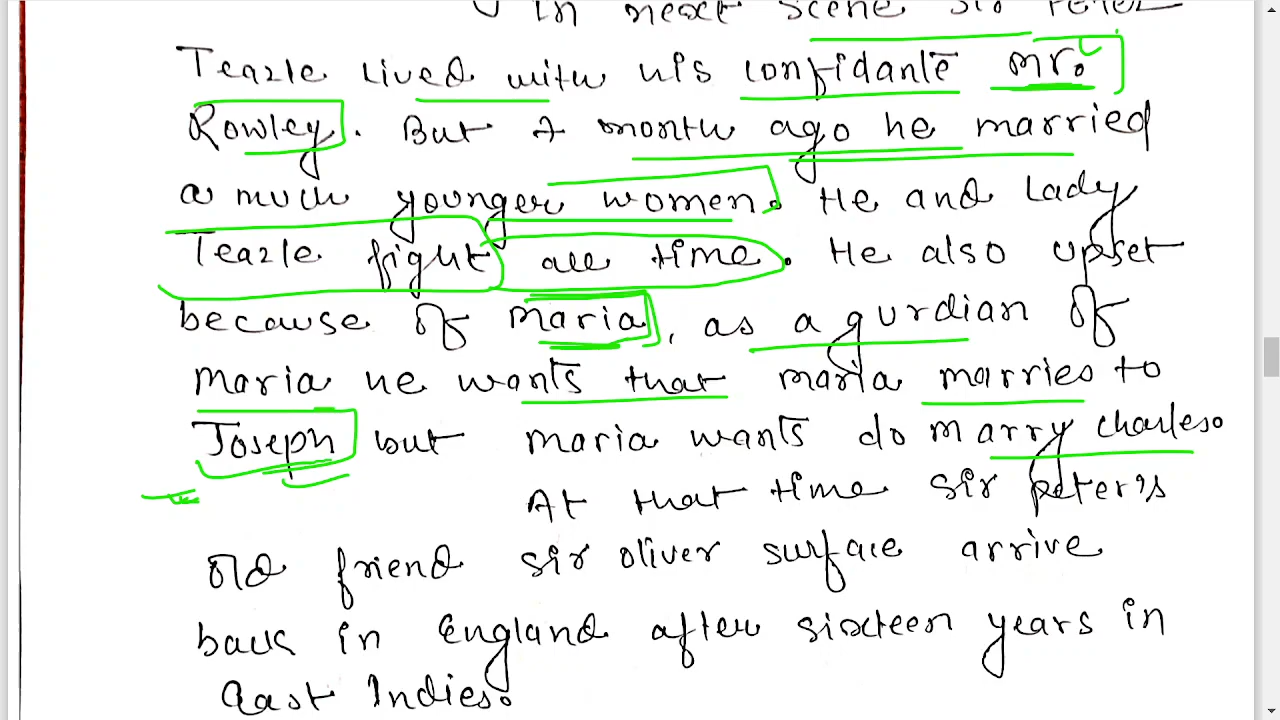 in next scene Sir Peter
Teazle lived with his confidante Mr.
Rowley. But 7 month ago he married
a much younger women. He and Lady
Teazle fight all time. He also upset
because of Maria, as a gurdian of
Maria he wants that Maria marries to
Joseph but Maria wants do marry Charles.
At that time Sir Peter's
old friend Sir Oliver Surface arrive
back in England after sixteen years in
East Indies.